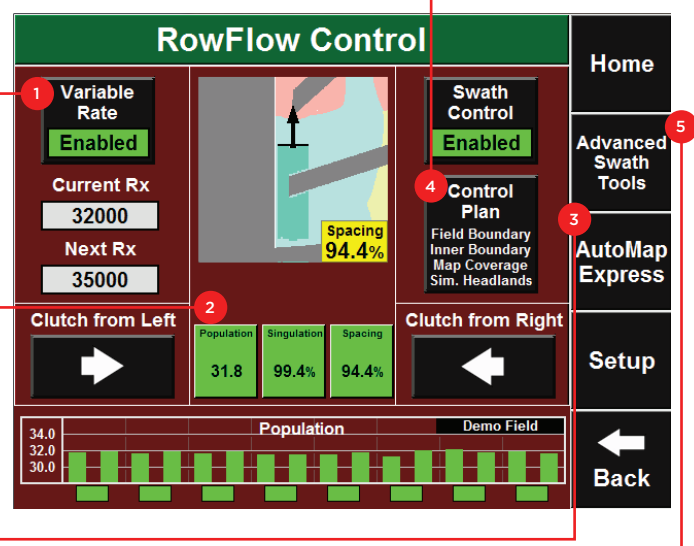 RowFlow Control
1
Variable
Rate
Enabled
Current Rx
32000
Next Rx
35000
Spacing
94.4%
Swath
Control
Enabled
4
Control
Plan
Field Boundary
Inner Boundary
Map Coverage
Sim. Headlands
Clutch from Left
2
Population
31.8
Singulation
99.4%
Spacing
94.4%
Clutch from Right
Population
Demo Field
34.0
32.0
30.0
Home
5
Advanced
Swath
Tools
3
AutoMap
Express
Setup
Back